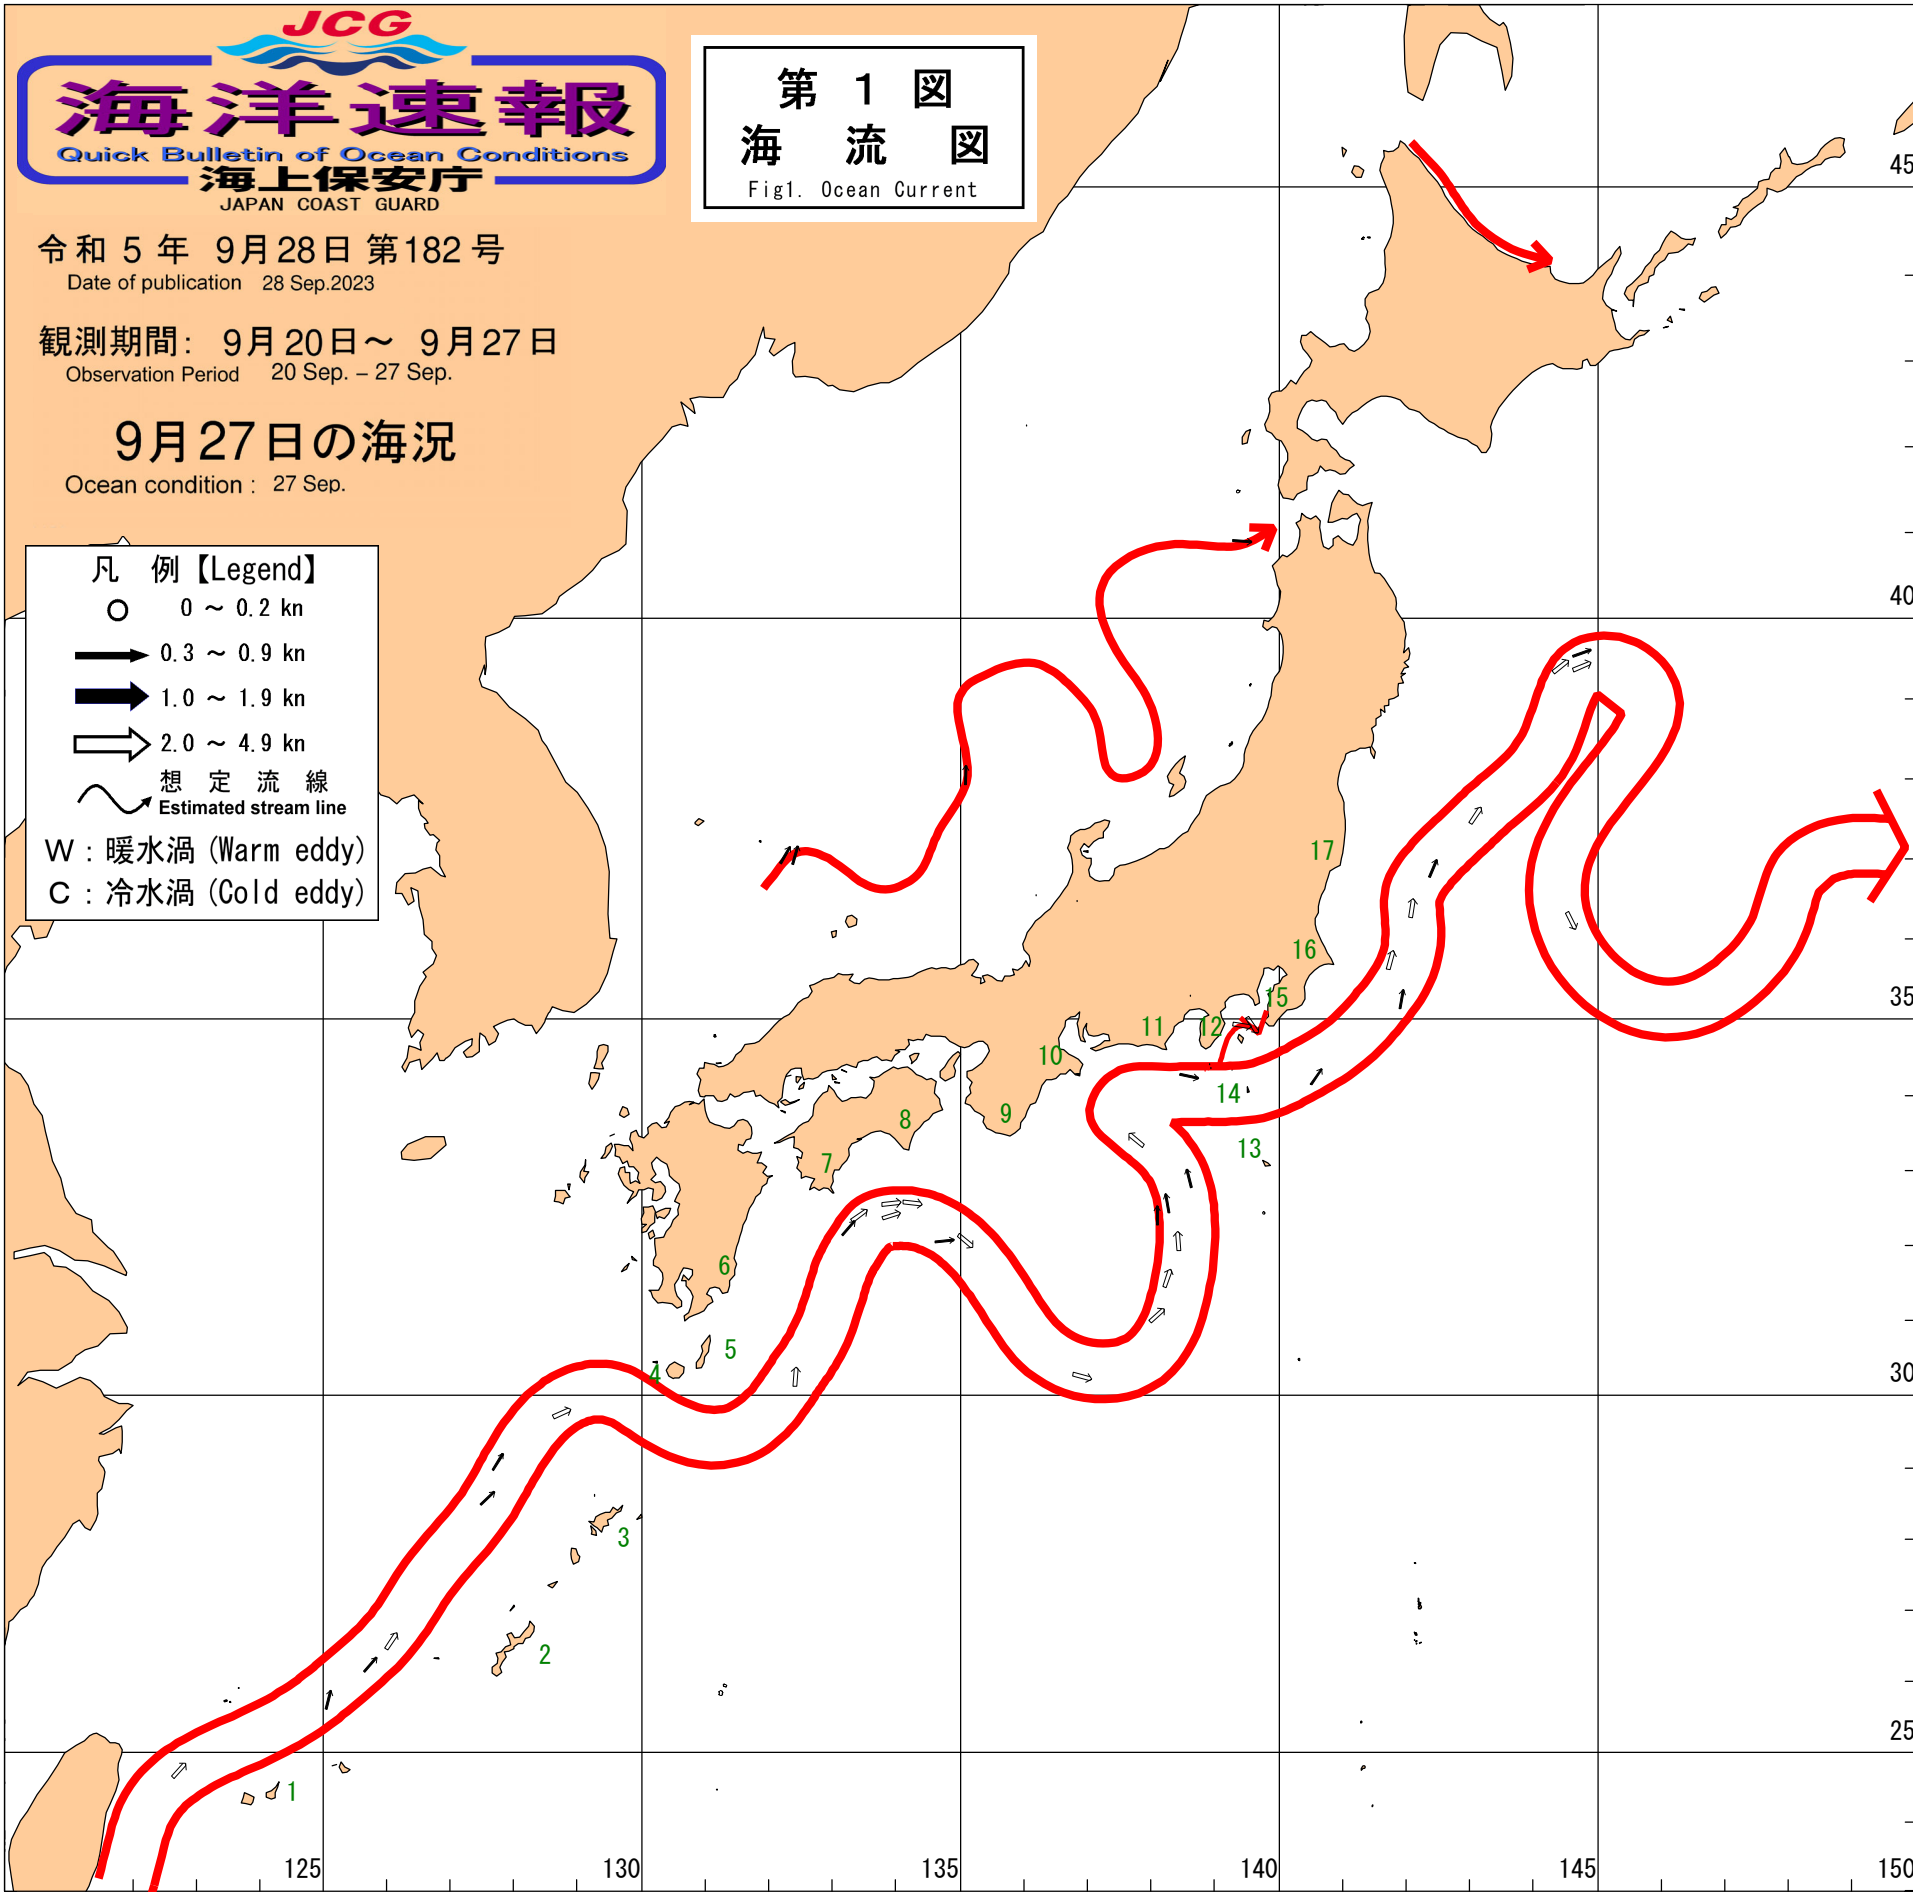 JCG
海洋速報
Quick Bulletin of Ocean Conditions
海上保安庁
JAPAN COAST GUARD
第 1 図
海 流 図
Fig1. Ocean Current
令和 5 年 9月28日 第182 号
Date of publication 28 Sep.2023
観測期間: 9月20日～ 9月27日
Observation Period 20 Sep. – 27 Sep.
9月27日の海況
Ocean condition : 27 Sep.
凡 例【Legend】
0 ～ 0.2 kn
0.3 ～ 0.9 kn
1.0 ～ 1.9 kn
2.0 ～ 4.9 kn
想 定 流 線
Estimated stream line
W : 暖水渦 (Warm eddy)
C : 冷水渦 (Cold eddy)
45
40
17
16
35
15
12
11
10
14
9
8
13
7
6
5
4
30
3
2
25
1
125
130
135
140
145
150